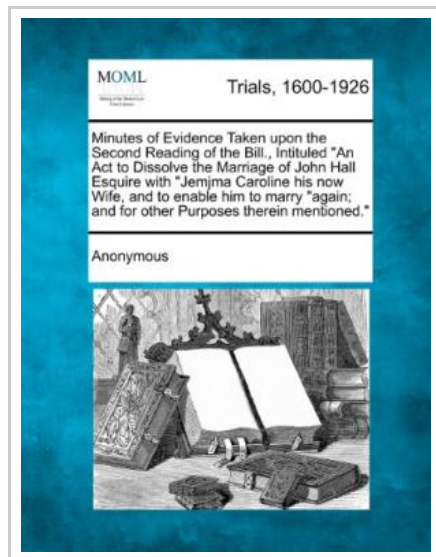 MOML
Trials, 1600-1926
Minutes of Evidence Taken upon the
Second Reading of the Bill., Intituled "An
Act to Dissolve the Marriage of John Hall
Esquire with "Jemjma Caroline his now
Wife, and to enable him to marry "again;
and for other Purposes therein mentioned."
Anonymous